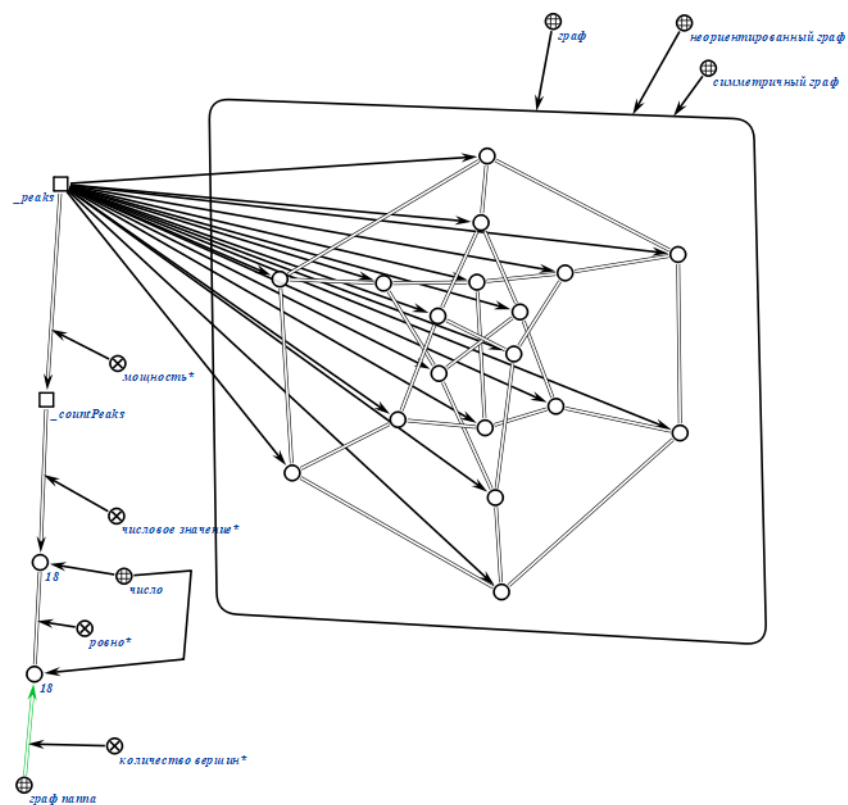 граф
неориентированный граф
симметричный граф
_peaks
мощность*
_countPeaks
числовое значение*
18
число
ровно*
18
количество вершин*
граф паппа